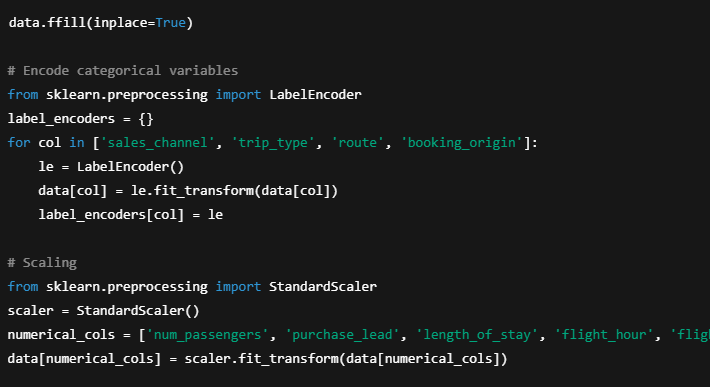 data.ffill(inplace=True)
# Encode categorical variables
from sklearn.preprocessing import LabelEncoder
label_encoders = {}
for col in ['sales_channel', 'trip_type', 'route', 'booking_origin']:
    le = LabelEncoder()
    data[col] = le.fit_transform(data[col])
    label_encoders[col] = le
# Scaling
from sklearn.preprocessing import StandardScaler
scaler = StandardScaler()
numerical_cols = ['num_passengers', 'purchase_lead', 'length_of_stay', 'flight_hour', 'flig
data[numerical_cols] = scaler.fit_transform(data[numerical_cols])